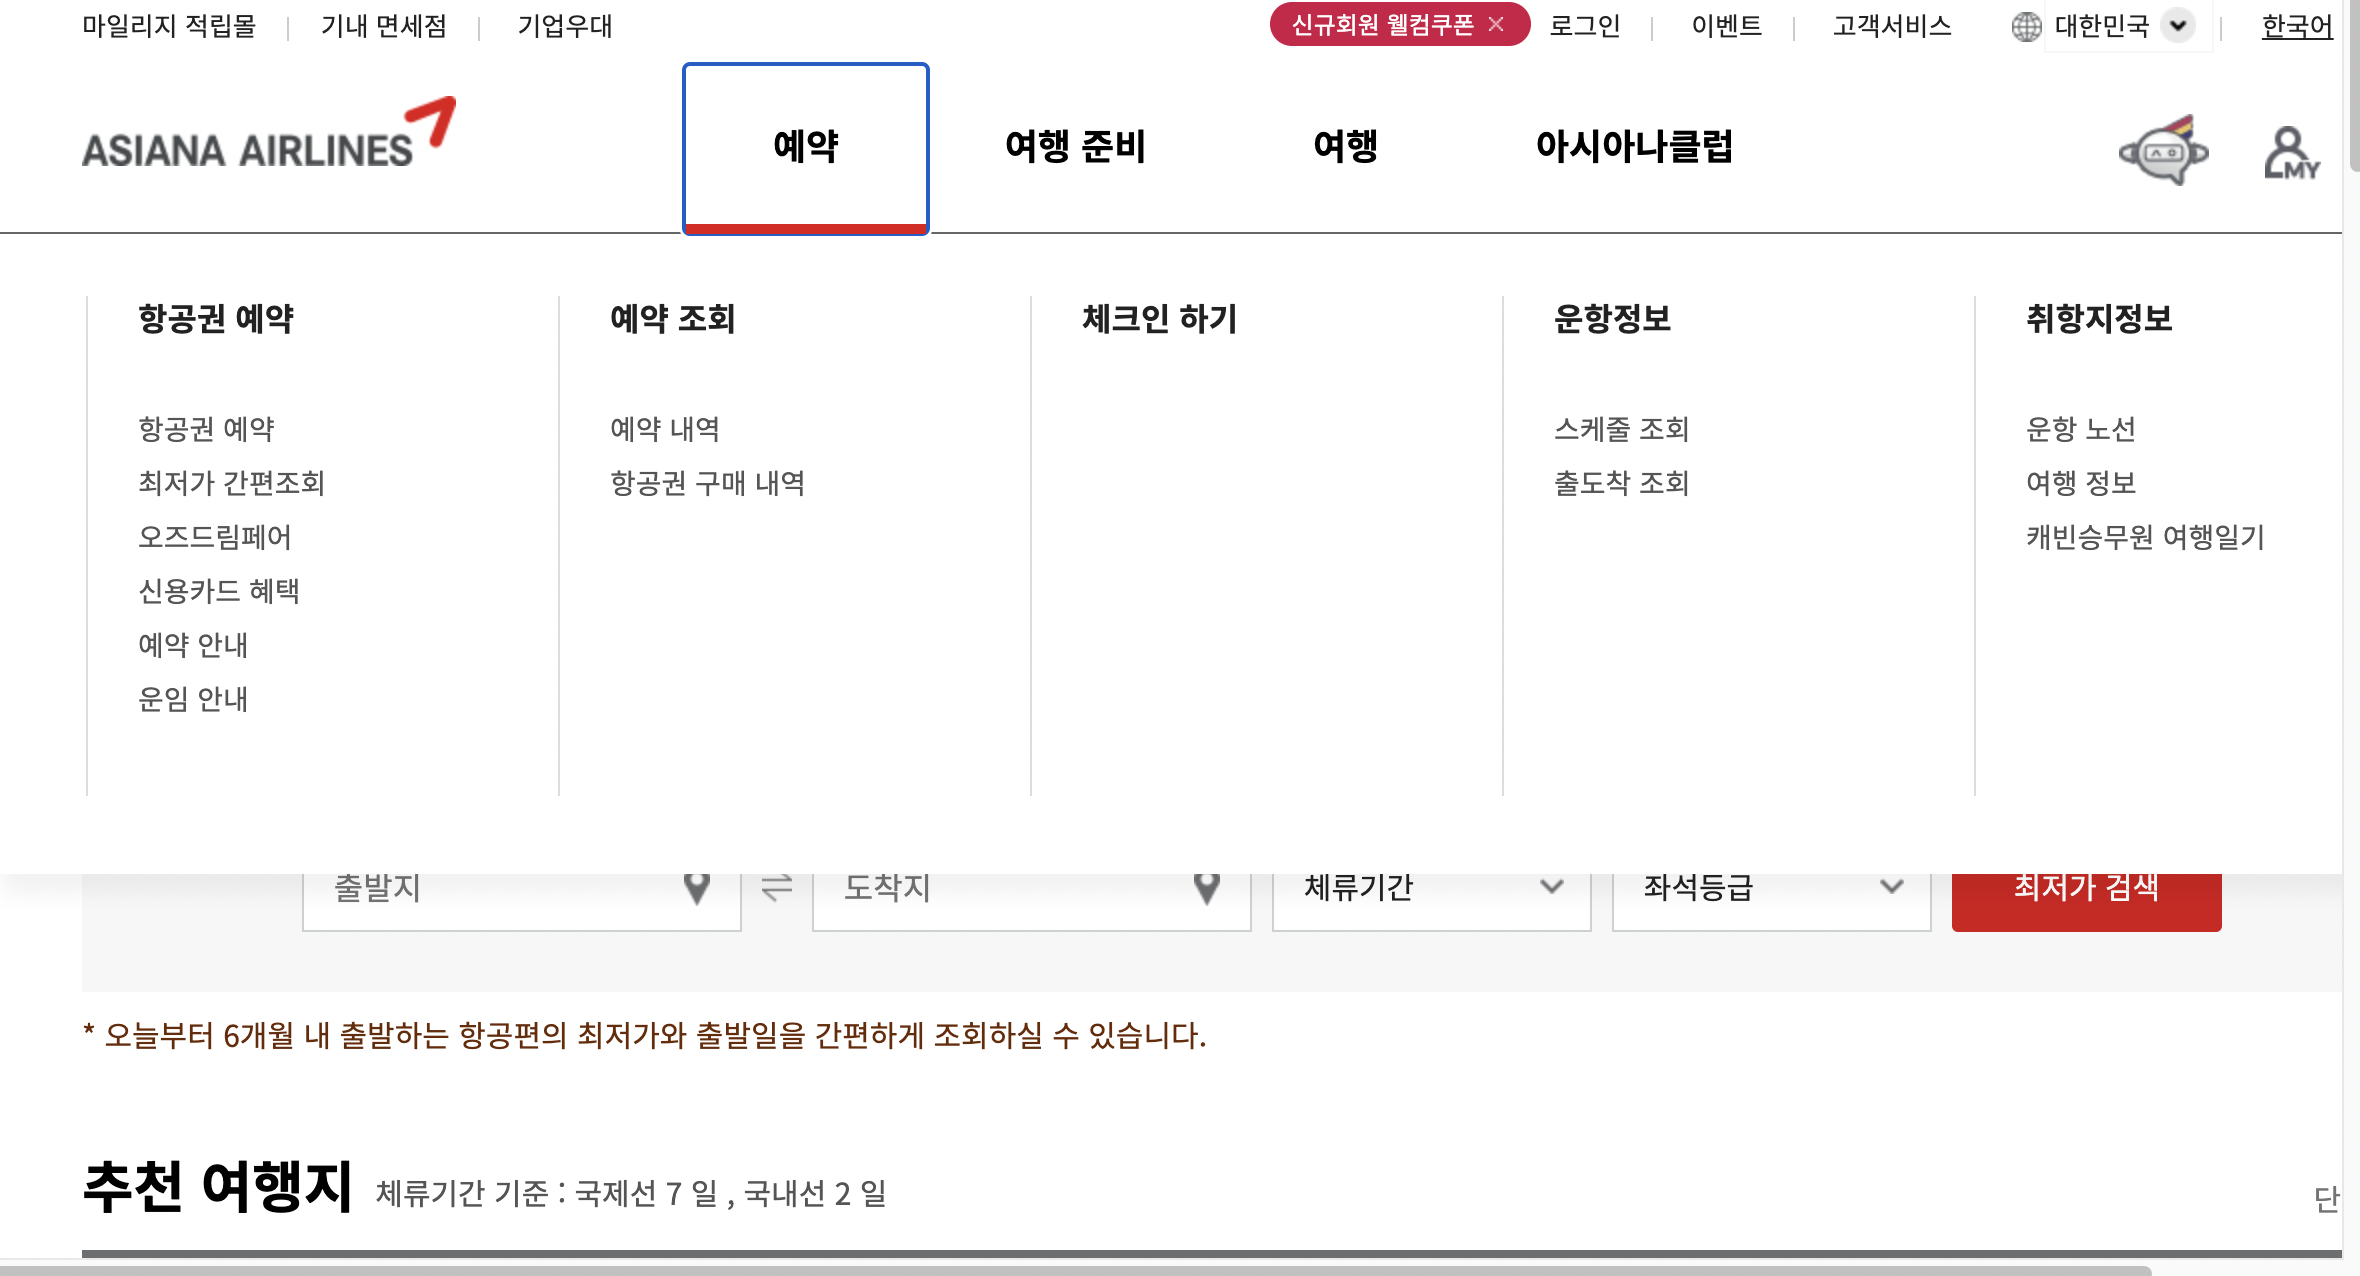 마일리지 적립몰 기내 면세점 기업우대 신규회원 웰컴쿠폰 로그인 이벤트 고객서비스 대한민국 한국어
ASIANA AIRLINES 예약 여행 준비 여행 아시아나클럽 MY
항공권 예약
항공권 예약
최저가 간편조회
오즈드림페어
신용카드 혜택
예약 안내
운임 안내
예약 조회
예약 내역
항공권 구매 내역
체크인 하기
운항정보
스케줄 조회
출도착 조회
취항지정보
운항 노선
여행 정보
캐빈승무원 여행일기
출발지 도착지 체류기간 좌석등급 최저가 검색
* 오늘부터 6개월 내 출발하는 항공편의 최저가와 출발일을 간편하게 조회하실 수 있습니다.
추천 여행지 체류기간 기준 : 국제선 7 일 , 국내선 2 일 단